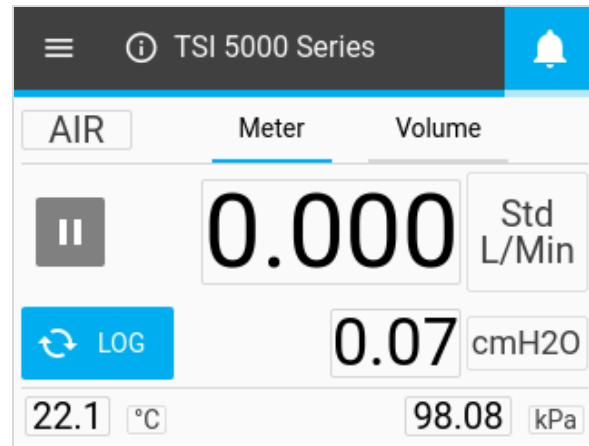 TSI 5000 Series
AIR Meter Volume
0.000 Std L/Min
LOG 0.07 cmH2O
22.1 °C 98.08 kPa